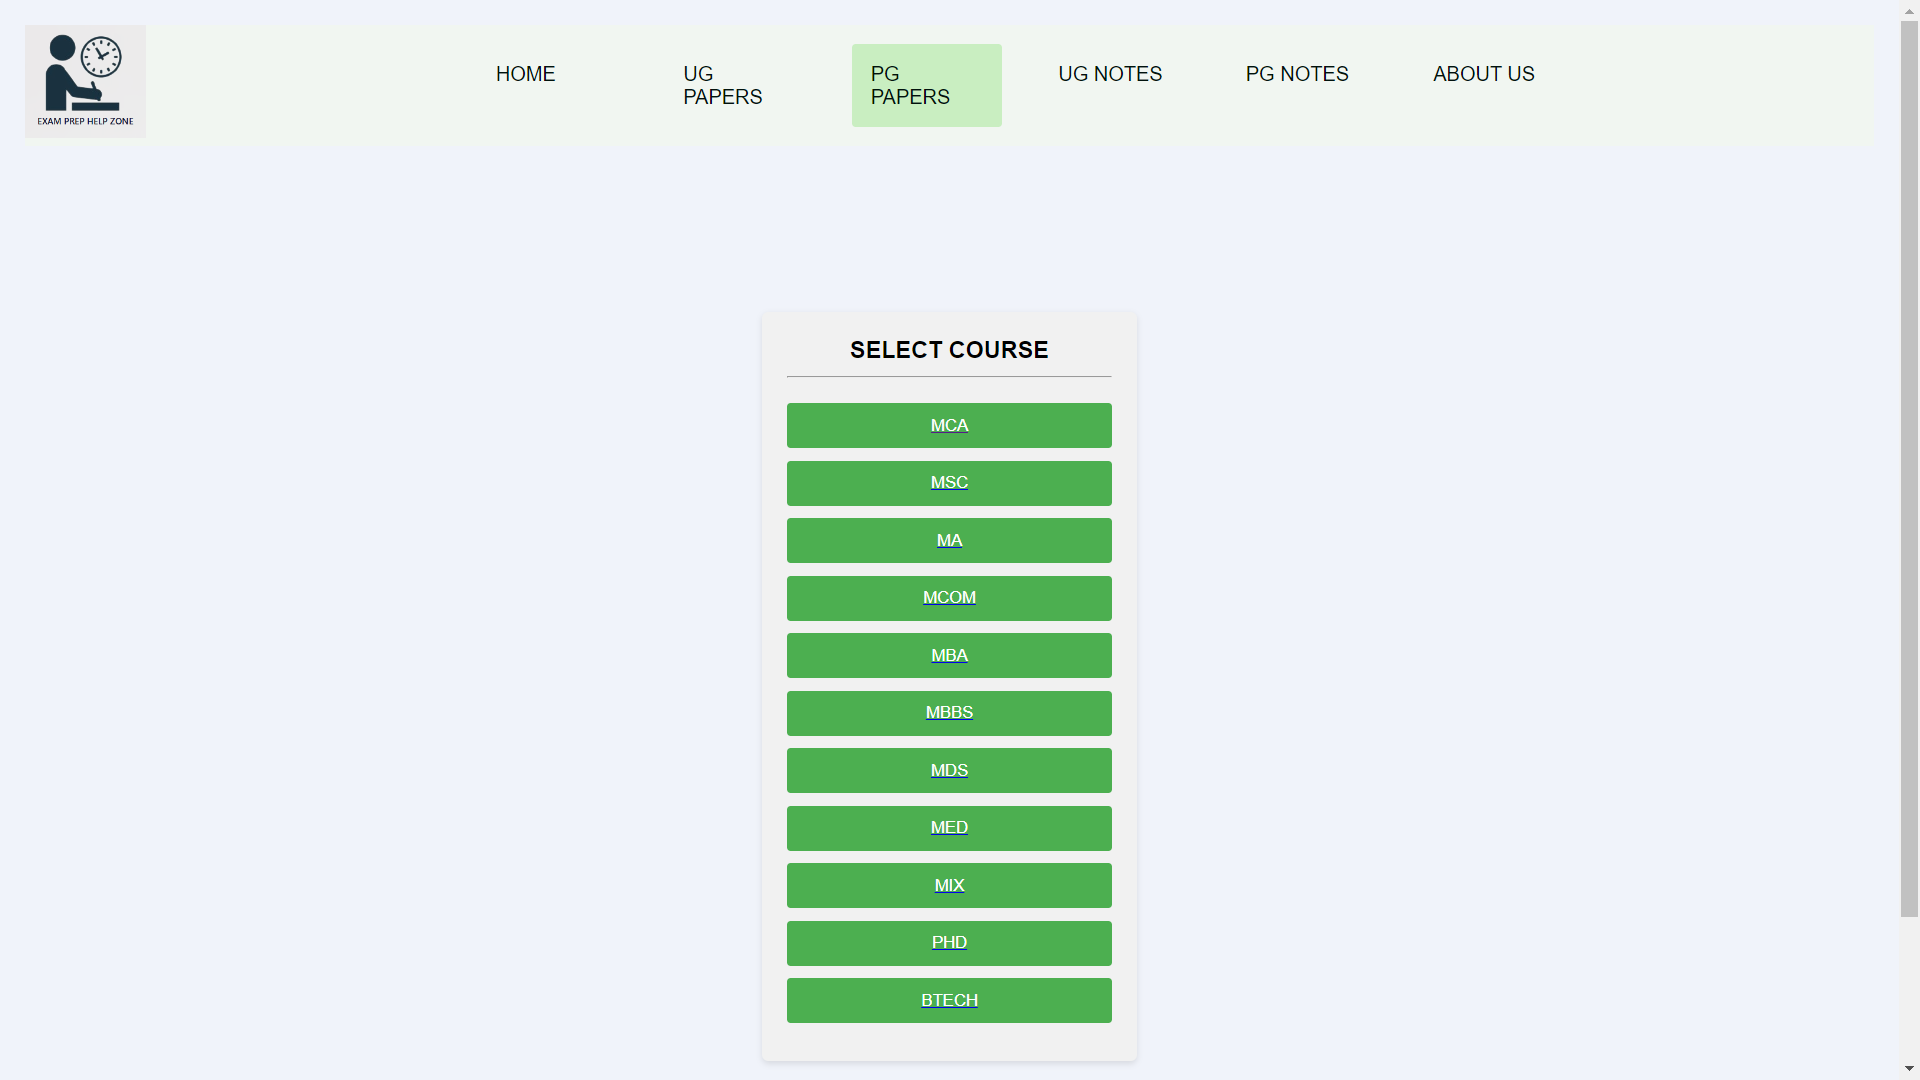 EXAM PREP HELP ZONE
HOME
UG
PAPERS
PG
PAPERS
UG NOTES
PG NOTES
ABOUT US
SELECT COURSE
MCA
MSC
MA
MCOM
MBA
MBBS
MDS
MED
MIX
PHD
BTECH